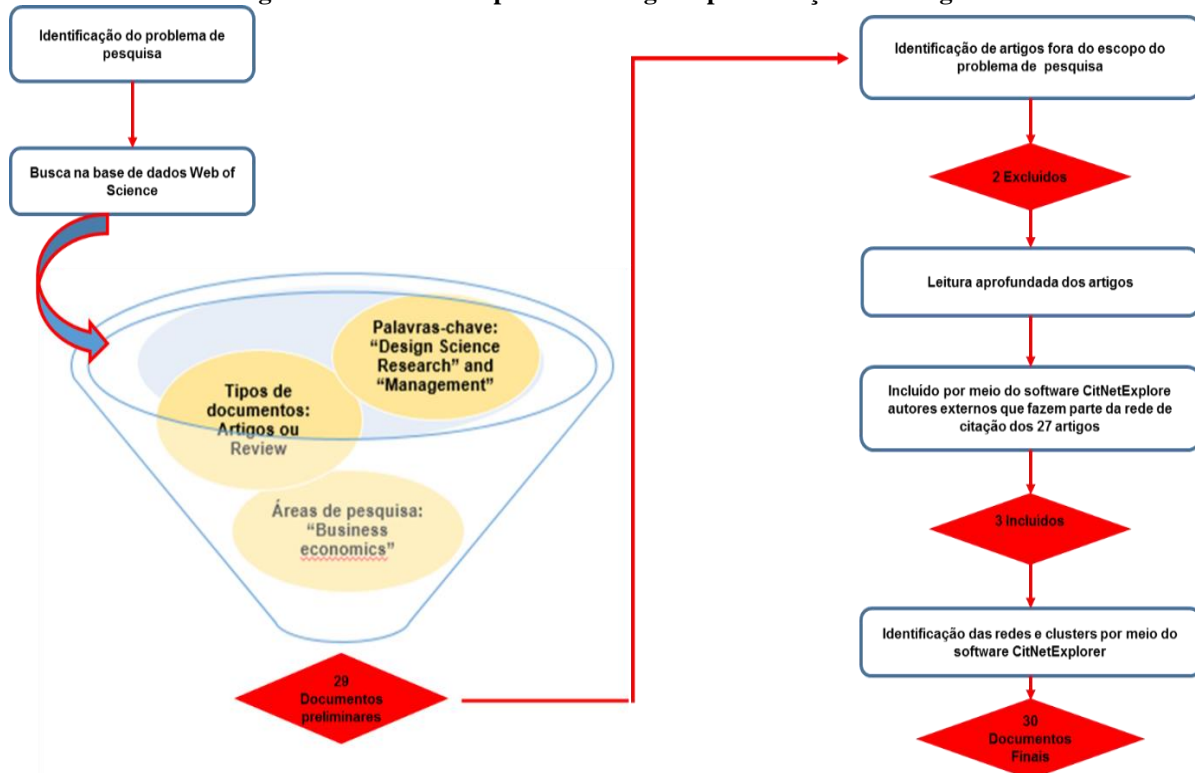 Identificação do problema de
pesquisa
Busca na base de dados Web of
Science
Palavras-chave:
“Design Science
Research” and
“Management”
Tipos de
documentos:
Artigos ou
Review
Áreas de pesquisa:
“Business
economics”
29
Documentos
preliminares
Identificação de artigos fora do escopo do
problema de pesquisa
2 Excluidos
Leitura aprofundada dos artigos
Incluído por meio do software CitNetExplore
autores externos que fazem parte da rede de
citação dos 27 artigos
3 Incluidos
Identificação das redes e clusters por meio do
software CitNetExplorer
30
Documentos
Finais